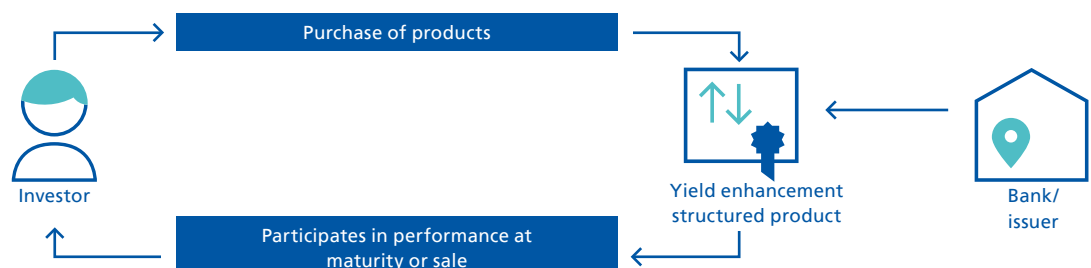 Purchase of products
Investor
Yield enhancement
structured product
Bank/
issuer
Participates in performance at
maturity or sale